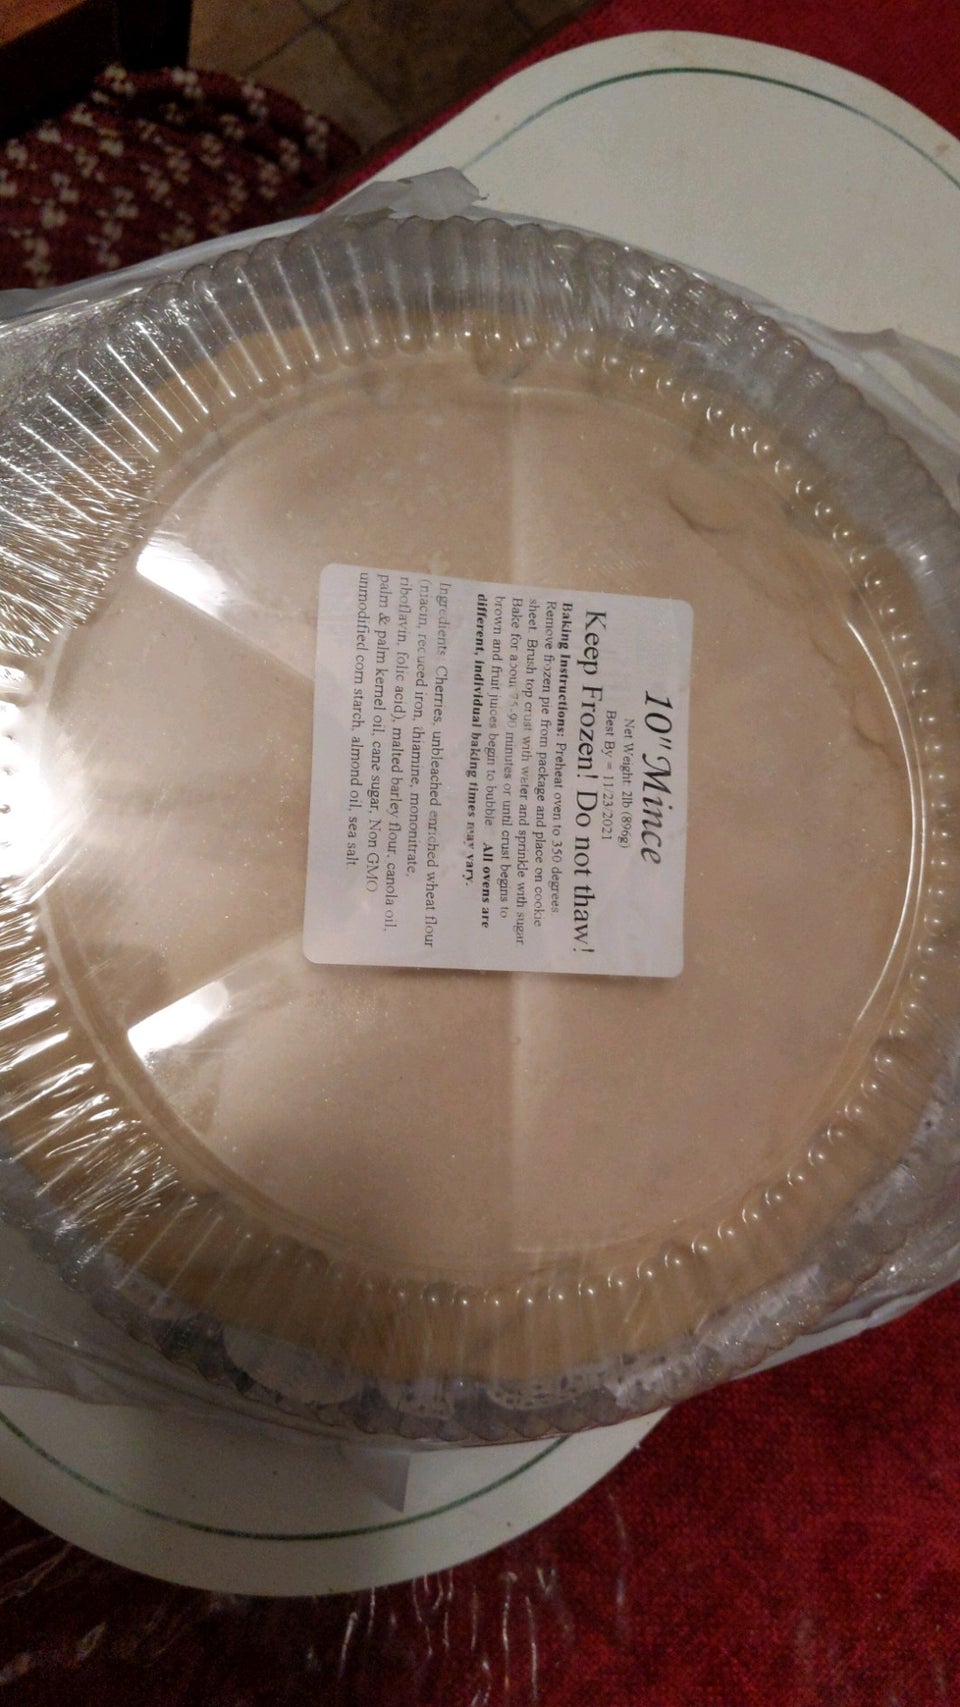 10" Mince
Net Weight: 2lb (896g)
Best By = 11/23/2021
Keep Frozen! Do not thaw!
Baking Instructions: Preheat oven to 350 degrees.
Remove frozen pie from package and place on cookie
sheet. Brush top crust with water and sprinkle with sugar.
Bake for about 75-90 minutes or until crust begins to
brown and fruit juices begin to bubble. All ovens are
different, individual baking times may vary.
Ingredients: Cherries, unbleached enriched wheat flour
(niacin, reduced iron, thiamine, mononitrate,
riboflavin, folic acid), malted barley flour, canola oil,
palm & palm kernel oil, cane sugar, Non GMO
unmodified corn starch, almond oil, sea salt.